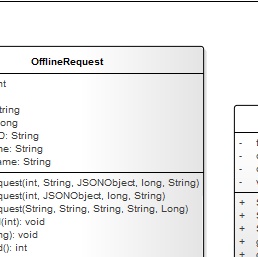 OfflineRequest
nt
tring
ong
D: String
ne: String
ame: String
quest(int, String, JSONObject, long, String)
quest(int, JSONObject, long, String)
quest(String, String, String, String, Long)
(int): void
ng): void
d(): int
-
-
-
-
+ S
+ S
+ S
+ g
+